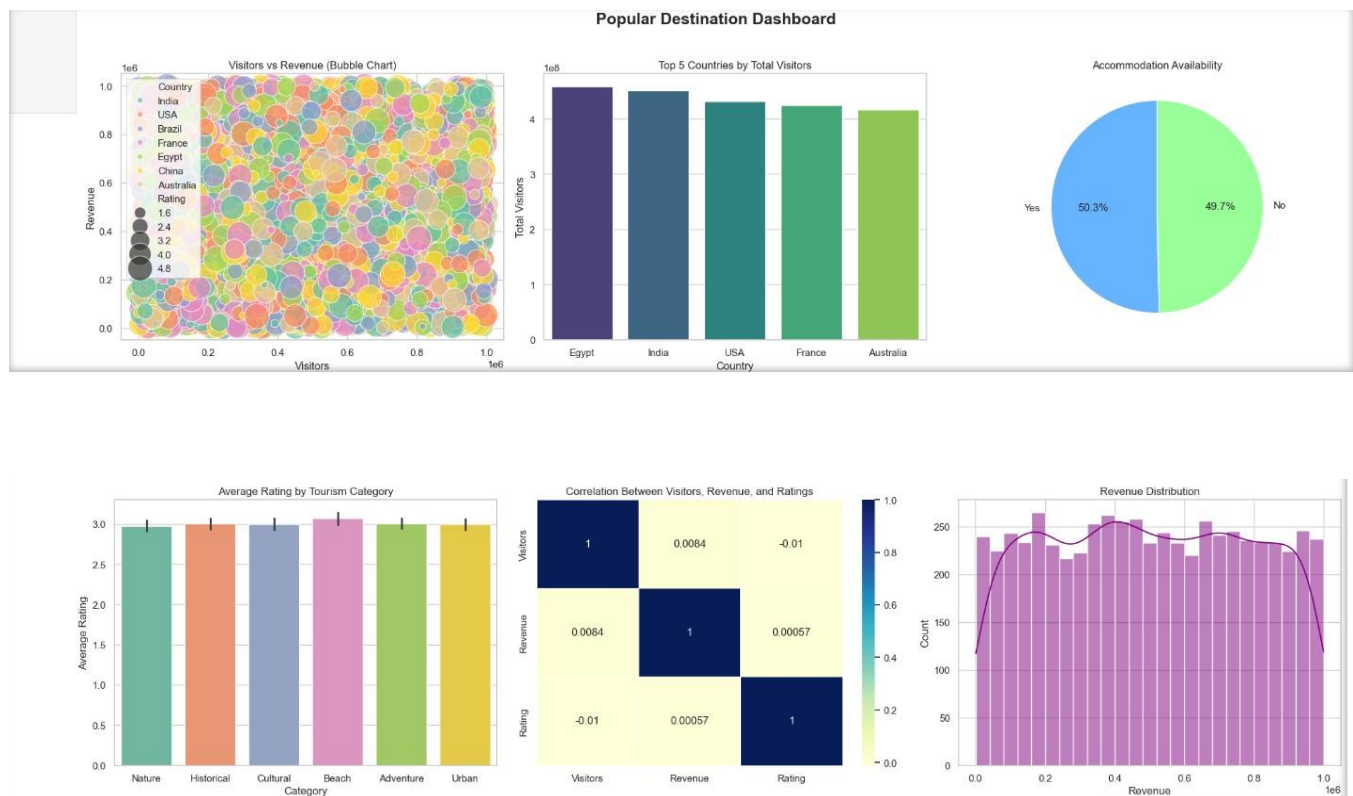 Popular Destination Dashboard
Visitors vs Revenue (Bubble Chart)
1e6
Revenue
1.0
0.8
0.6
0.4
0.2
0.0
Country
India
USA
Brazil
France
Egypt
China
Australia
Rating
1.6
2.4
3.2
4.0
4.8
0.0 0.2 0.4 0.6 0.8 1.0
1e6
Visitors
Top 5 Countries by Total Visitors
1e8
Total Visitors
4
3
2
1
0
Egypt India USA France Australia
Country
Accommodation Availability
Yes 50.3% 49.7% No
Average Rating by Tourism Category
Average Rating
3.0
2.5
2.0
1.5
1.0
0.5
0.0
Nature Historical Cultural Beach Adventure Urban
Category
Correlation Between Visitors, Revenue, and Ratings
Visitors
1 0.0084 -0.01
Revenue
0.0084 1 0.00057
Rating
-0.01 0.00057 1
Visitors Revenue Rating
1.0
0.8
0.6
0.4
0.2
0.0
Revenue Distribution
Count
250
200
150
100
50
0
0.0 0.2 0.4 0.6 0.8 1.0
1e6
Revenue